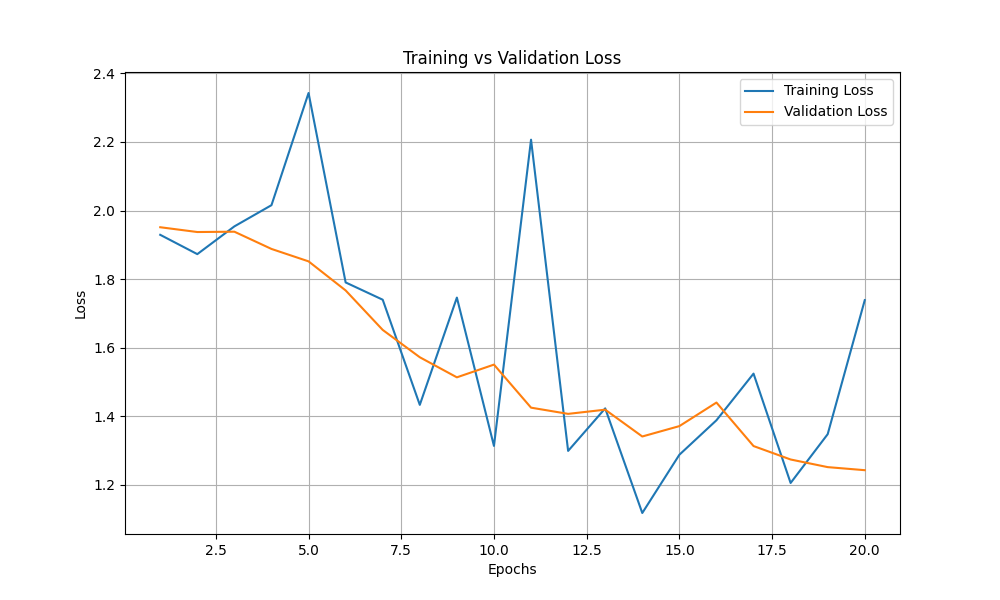 Training vs Validation Loss
Training Loss
Validation Loss
Loss
2.4
2.2
2.0
1.8
1.6
1.4
1.2
2.5 5.0 7.5 10.0 12.5 15.0 17.5 20.0
Epochs